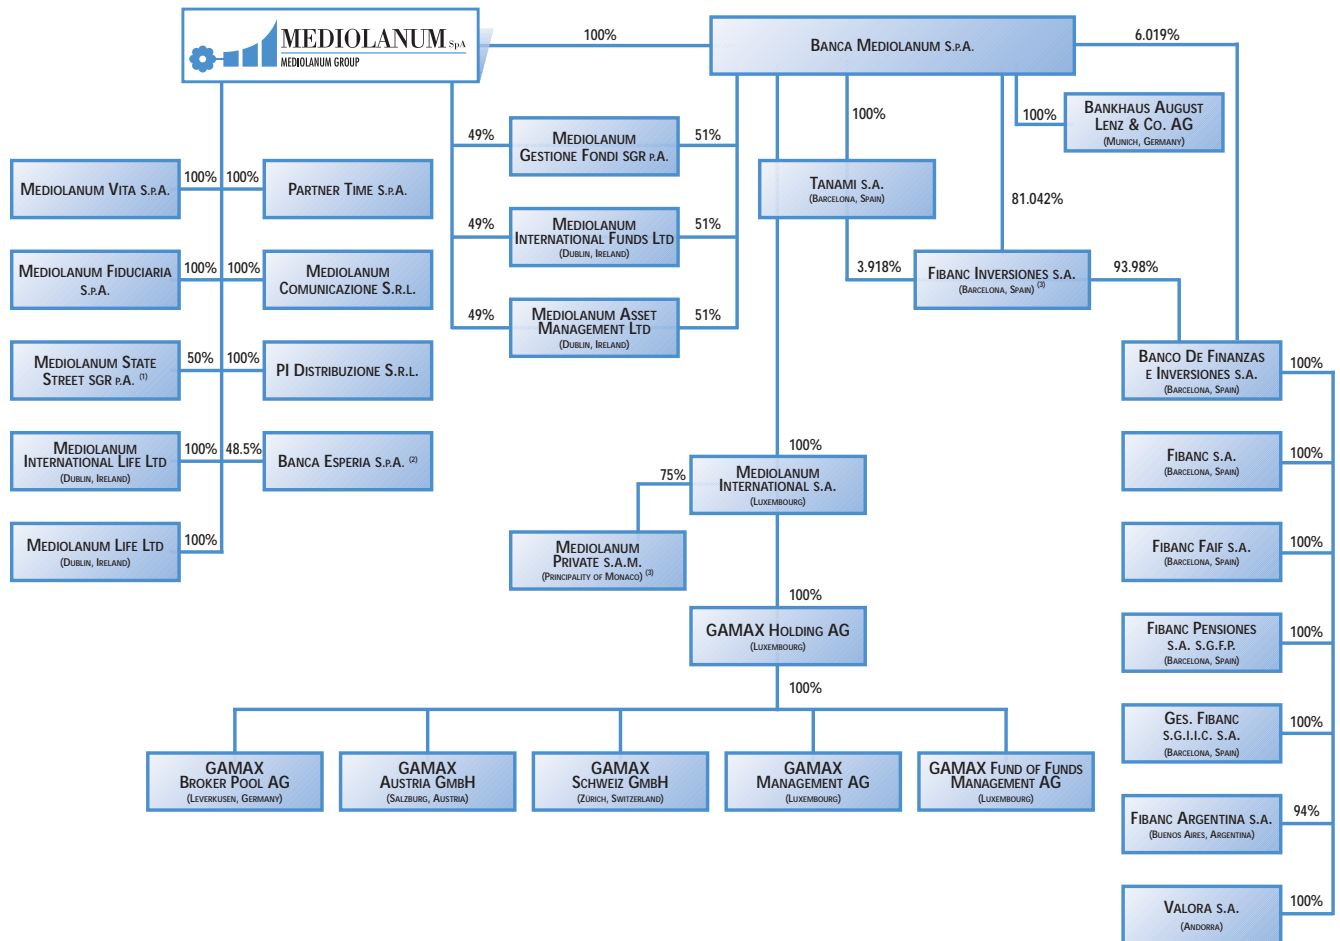 MEDIOLANUM SpA
MEDIOLANUM GROUP
100%
BANCA MEDIOLANUM S.P.A.
6.019%
100%
BANKHAUS AUGUST
LENZ & CO. AG
(MUNICH, GERMANY)
100%
49%
MEDIOLANUM
GESTIONE FONDI SGR P.A.
51%
MEDIOLANUM VITA S.P.A.
100%
100%
PARTNER TIME S.P.A.
TANAMI S.A.
(BARCELONA, SPAIN)
81.042%
49%
MEDIOLANUM
INTERNATIONAL FUNDS LTD
(DUBLIN, IRELAND)
51%
MEDIOLANUM FIDUCIARIA
S.P.A.
100%
100%
MEDIOLANUM
COMUNICAZIONE S.R.L.
3.918%
FIBANC INVERSIONES S.A.
(BARCELONA, SPAIN) (3)
93.98%
49%
MEDIOLANUM ASSET
MANAGEMENT LTD
(DUBLIN, IRELAND)
51%
MEDIOLANUM STATE
STREET SGR P.A. (1)
50%
100%
PI DISTRIBUZIONE S.R.L.
BANCO DE FINANZAS
E INVERSIONES S.A.
(BARCELONA, SPAIN)
100%
MEDIOLANUM
INTERNATIONAL LIFE LTD
(DUBLIN, IRELAND)
100%
48.5%
BANCA ESPERIA S.P.A. (2)
100%
MEDIOLANUM
INTERNATIONAL S.A.
(LUXEMBOURG)
75%
FIBANC S.A.
(BARCELONA, SPAIN)
100%
MEDIOLANUM LIFE LTD
(DUBLIN, IRELAND)
100%
MEDIOLANUM
PRIVATE S.A.M.
(PRINCIPALITY OF MONACO) (3)
FIBANC FAIF S.A.
(BARCELONA, SPAIN)
100%
100%
GAMAX HOLDING AG
(LUXEMBOURG)
FIBANC PENSIONES
S.A. S.G.F.P.
(BARCELONA, SPAIN)
100%
100%
GES. FIBANC
S.G.I.I.C. S.A.
(BARCELONA, SPAIN)
100%
GAMAX
BROKER POOL AG
(LEVERKUSEN, GERMANY)
GAMAX
AUSTRIA GMBH
(SALZBURG, AUSTRIA)
GAMAX
SCHWEIZ GMBH
(ZÜRICH, SWITZERLAND)
GAMAX
MANAGEMENT AG
(LUXEMBOURG)
GAMAX FUND OF FUNDS
MANAGEMENT AG
(LUXEMBOURG)
FIBANC ARGENTINA S.A.
(BUENOS AIRES, ARGENTINA)
94%
VALORA S.A.
(ANDORRA)
100%